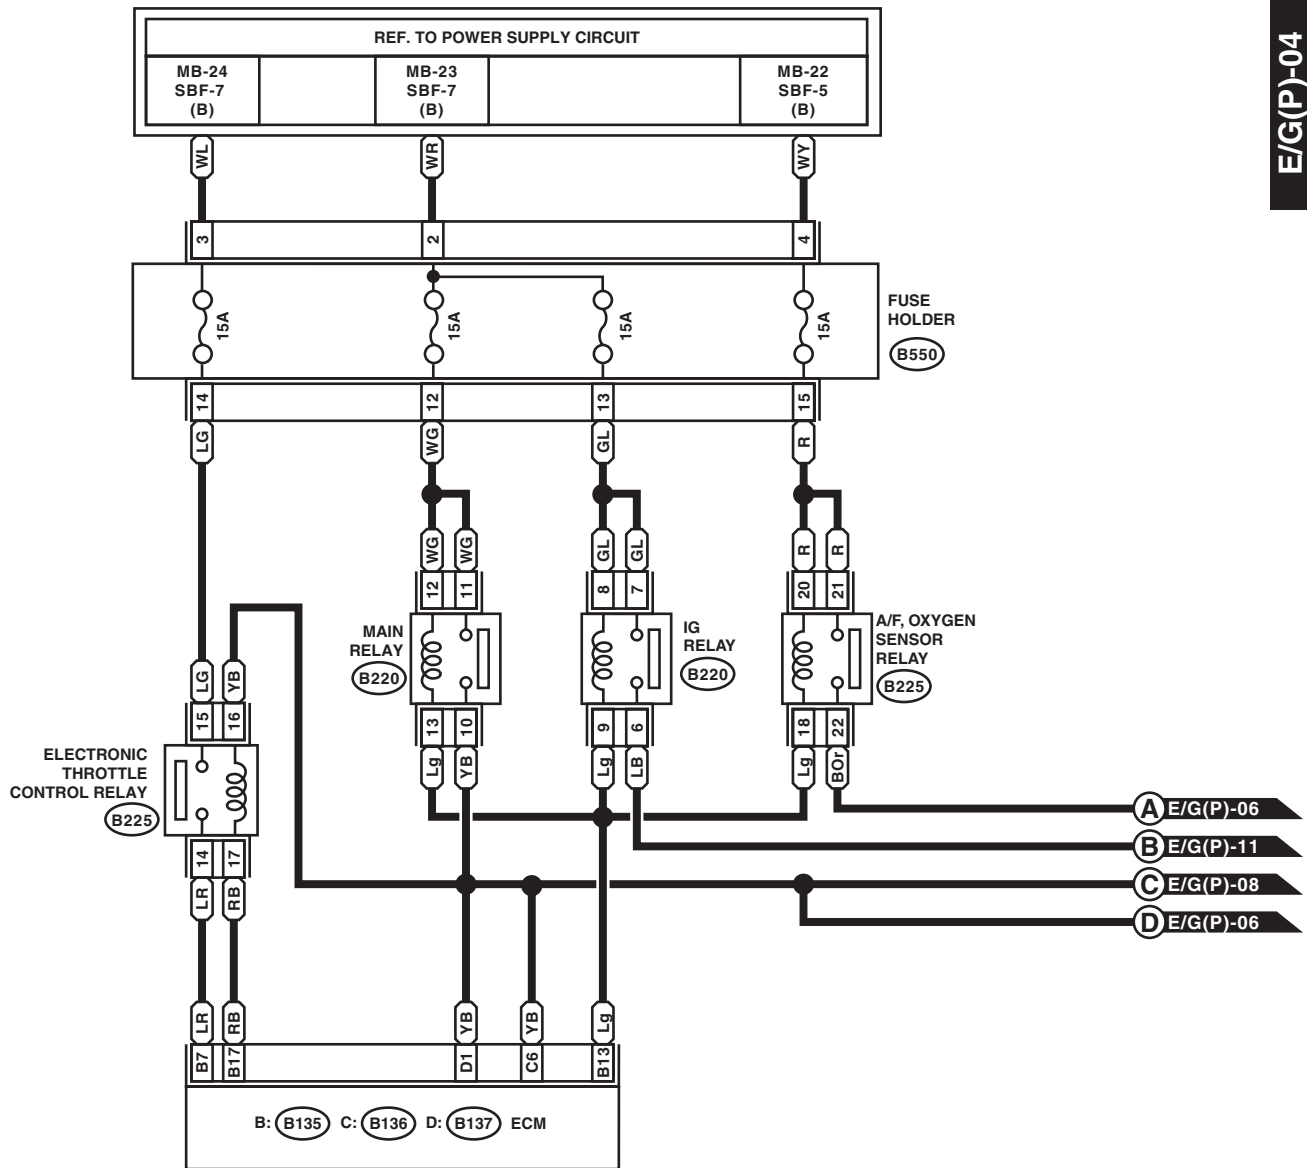 E/G(P)-04
REF. TO POWER SUPPLY CIRCUIT
MB-24
SBF-7
(B)
MB-23
SBF-7
(B)
MB-22
SBF-5
(B)
WL
WR
WY
3
2
4
15A
15A
15A
15A
FUSE
HOLDER
B550
14
12
13
15
LG
WG
GL
R
WG
WG
GL
GL
R
R
12
11
8
7
20
21
MAIN
RELAY
B220
IG
RELAY
B220
A/F, OXYGEN
SENSOR
RELAY
B225
LG
YB
15
16
13
10
9
6
18
22
Lg
YB
Lg
LB
Lg
BOr
ELECTRONIC
THROTTLE
CONTROL RELAY
B225
14
17
LR
RB
A E/G(P)-06
B E/G(P)-11
C E/G(P)-08
D E/G(P)-06
LR
RB
YB
YB
Lg
B7
B17
D1
C6
B13
B: B135 C: B136 D: B137 ECM